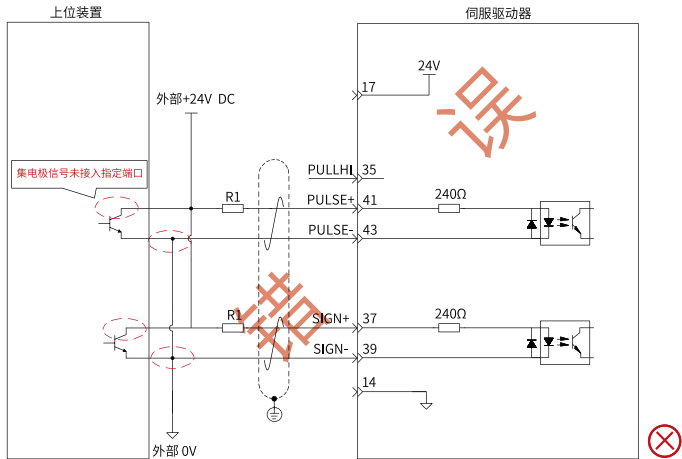 上位装置
伺服驱动器
24V
17
外部+24V DC
误
集电极信号未接入指定端口
PULLHI
35
R1
PULSE+
41
240Ω
PULSE-
43
错
R1
SIGN+
37
240Ω
SIGN-
39
14
外部 0V